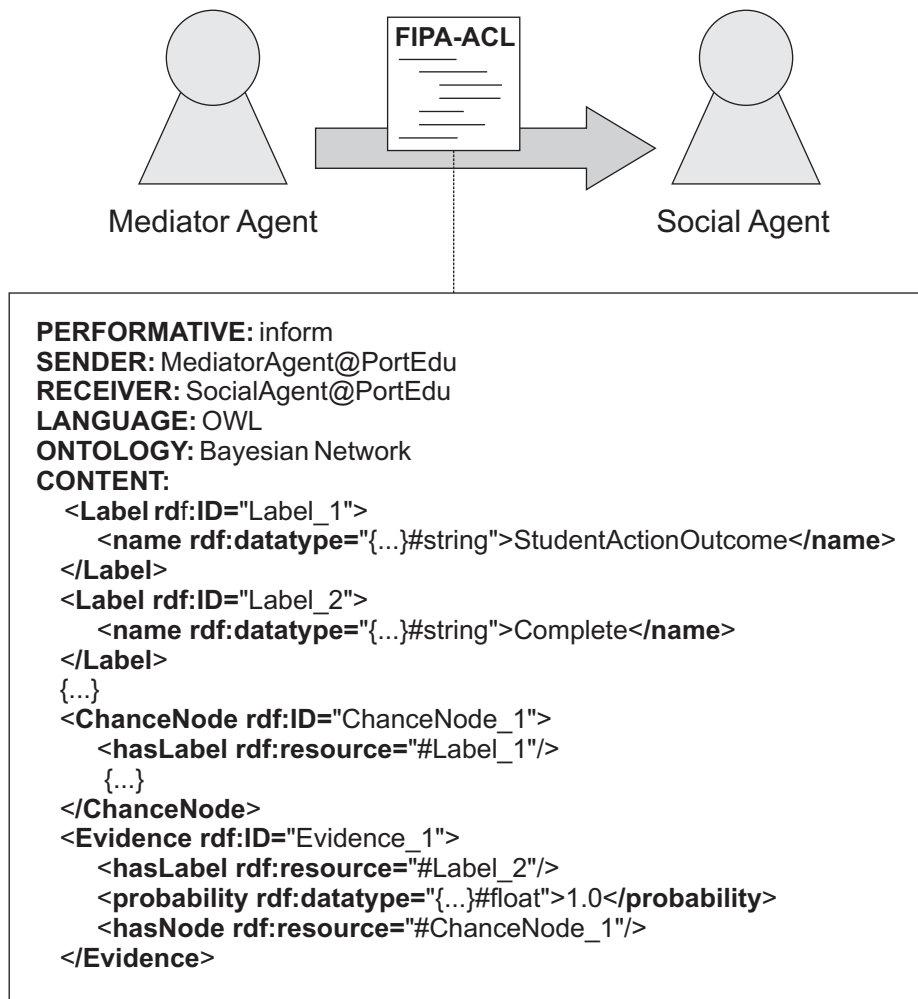 FIPA-ACL
Mediator Agent
Social Agent
PERFORMATIVE: inform
SENDER: MediatorAgent@PortEdu
RECEIVER: SocialAgent@PortEdu
LANGUAGE: OWL
ONTOLOGY: Bayesian Network
CONTENT:
<Label rdf:ID="Label_1">
<name rdf:datatype="{...}#string">StudentActionOutcome</name>
</Label>
<Label rdf:ID="Label_2">
<name rdf:datatype="{...}#string">Complete</name>
</Label>
{...}
<ChanceNode rdf:ID="ChanceNode_1">
<hasLabel rdf:resource="#Label_1"/>
{...}
</ChanceNode>
<Evidence rdf:ID="Evidence_1">
<hasLabel rdf:resource="#Label_2"/>
<probability rdf:datatype="{...}#float">1.0</probability>
<hasNode rdf:resource="#ChanceNode_1"/>
</Evidence>